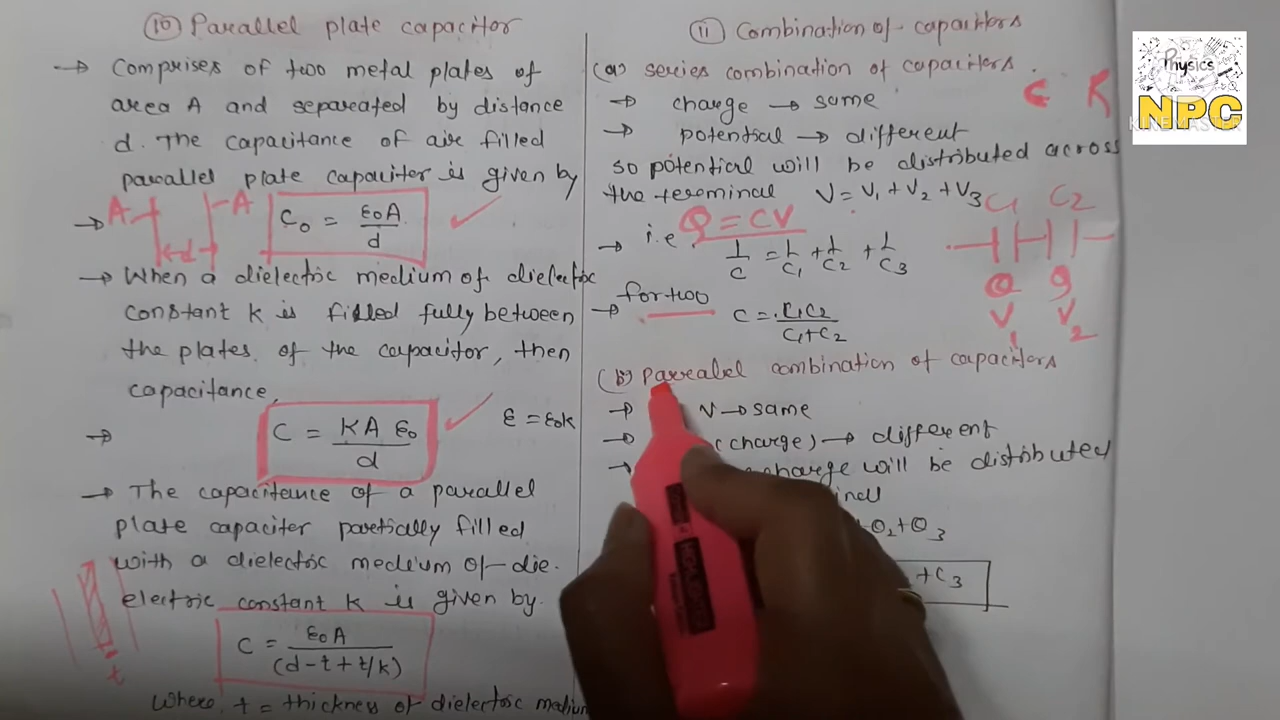 ⑩ Parallel plate capacitor
→ Comprises of two metal plates of
area A and separated by distance
d. The capacitance of air filled
parallel plate capaciter is given by
→ A A
d
C₀ = ε₀A/d
→ When a dielectric medium of dielectric
constant K is filled fully between
the plates of the capacitor, then
capacitance,
→ C = KA ε₀/d ε = ε₀k
→ The capacitance of a parallel
plate capaciter partially filled
with a dielectric medium of die-
electric constant K is given by.
C = ε₀A/(d-t+t/k)
t
Where, t = thickness of dielectric medium
⑪ Combination of capacitors
(a) series combination of capacitors
→ charge → same
→ potential → different
so potential will be distributed across
the terminal V = V₁ + V₂ + V₃
→ i.e. Q = CV
1/C = 1/C₁ + 1/C₂ + 1/C₃
→ for two C = C₁C₂/C₁+C₂
C K
C₁ C₂
Q Q
V₁ V₂
(b) Parralel combination of capacitors
→ V → same
→ (charge) → different
→ charge will be distributed
+Q₂+Q₃
+C₃
Physics
NPC